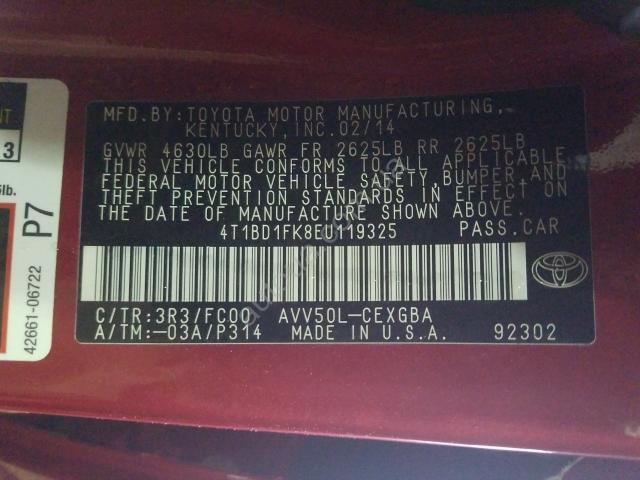 MFD.BY:TOYOTA MOTOR MANUFACTURING,
KENTUCKY,INC.02/14
GVWR 4630LB GAWR FR 2625LB RR 2625LB
THIS VEHICLE CONFORMS TO ALL APPLICABLE
FEDERAL MOTOR VEHICLE SAFETY, BUMPER,AND
THEFT PREVENTION STANDARDS IN EFFECT ON
THE DATE OF MANUFACTURE SHOWN ABOVE.
4T1BD1FK8EU119325 PASS.CAR
C/TR:3R3/FC00 AVV50L-CEXGBA
A/TM:-03A/P314 MADE IN U.S.A. 92302
NT
13
lb.
P7
42661-06722